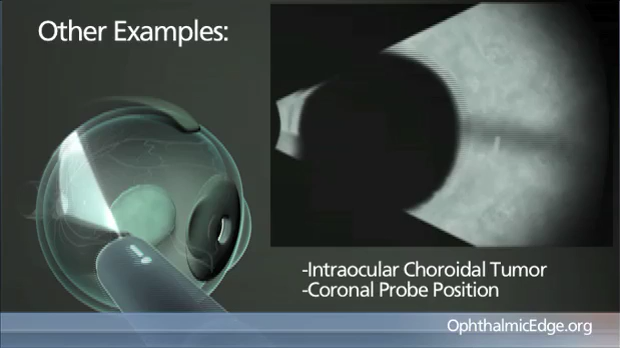 Other Examples:
-Intraocular Choroidal Tumor
-Coronal Probe Position
OphthalmicEdge.org